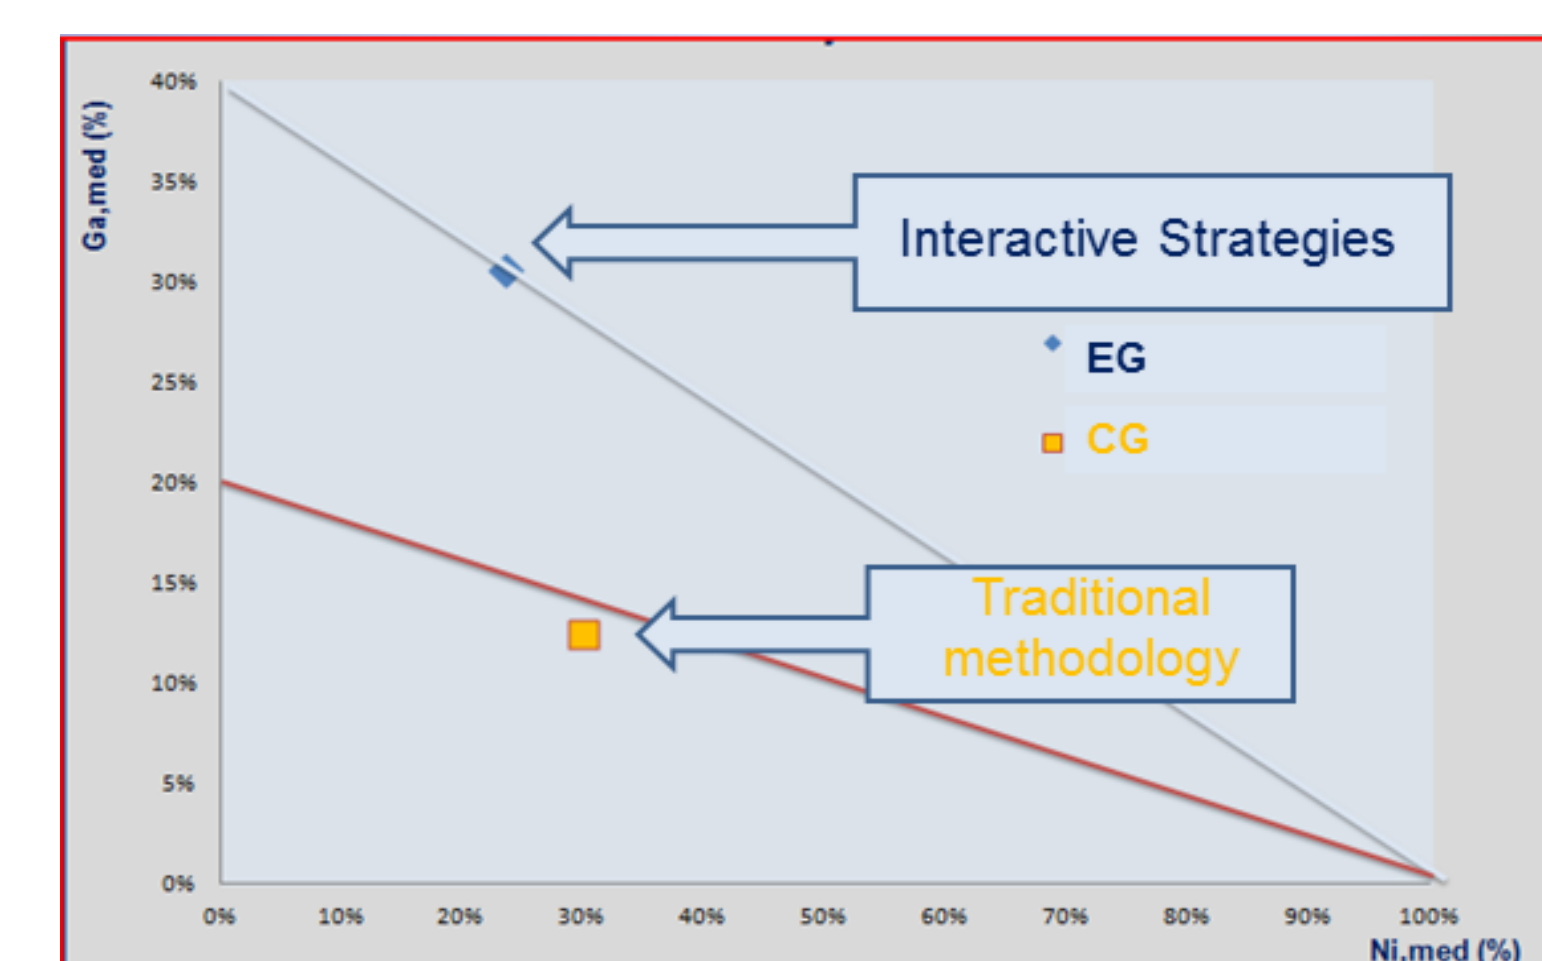 40%
Ga,med (%)
35%
Interactive Strategies
30%
EG
25%
CG
20%
15%
Traditional
methodology
10%
5%
0%
0% 10% 20% 30% 40% 50% 60% 70% 80% 90% 100%
Ni,med (%)